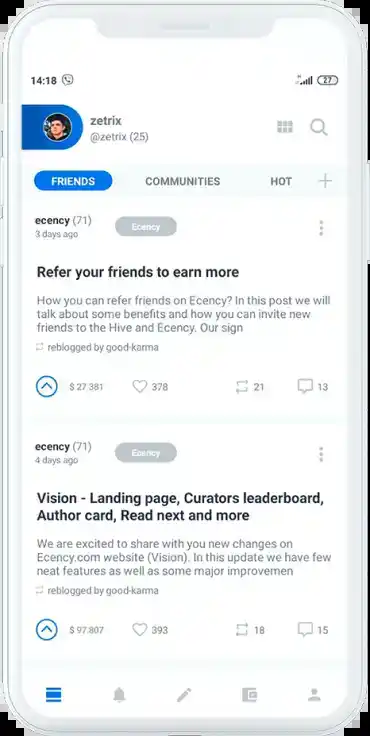 14:18 27
zetrix
@zetrix (25)
FRIENDS COMMUNITIES HOT
ecency (71) Ecency
3 days ago
Refer your friends to earn more
How you can refer friends on Ecency? In this post we will
talk about some benefits and how you can invite new
friends to the Hive and Ecency. Our sign
reblogged by good-karma
$ 27.381 378 21 13
ecency (71) Ecency
4 days ago
Vision - Landing page, Curators leaderboard,
Author card, Read next and more
We are excited to share with you new changes on
Ecency.com website (Vision). In this update we have few
neat features as well as some major improvemen
reblogged by good-karma
$ 97.807 393 18 15